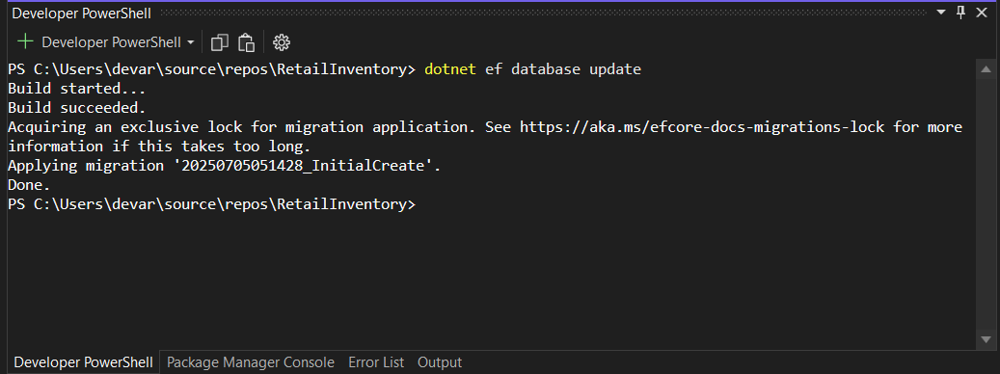 Developer PowerShell
Developer PowerShell
PS C:\Users\devar\source\repos\RetailInventory> dotnet ef database update
Build started...
Build succeeded.
Acquiring an exclusive lock for migration application. See https://aka.ms/efcore-docs-migrations-lock for more
information if this takes too long.
Applying migration '20250705051428_InitialCreate'.
Done.
PS C:\Users\devar\source\repos\RetailInventory>
Developer PowerShell Package Manager Console Error List Output